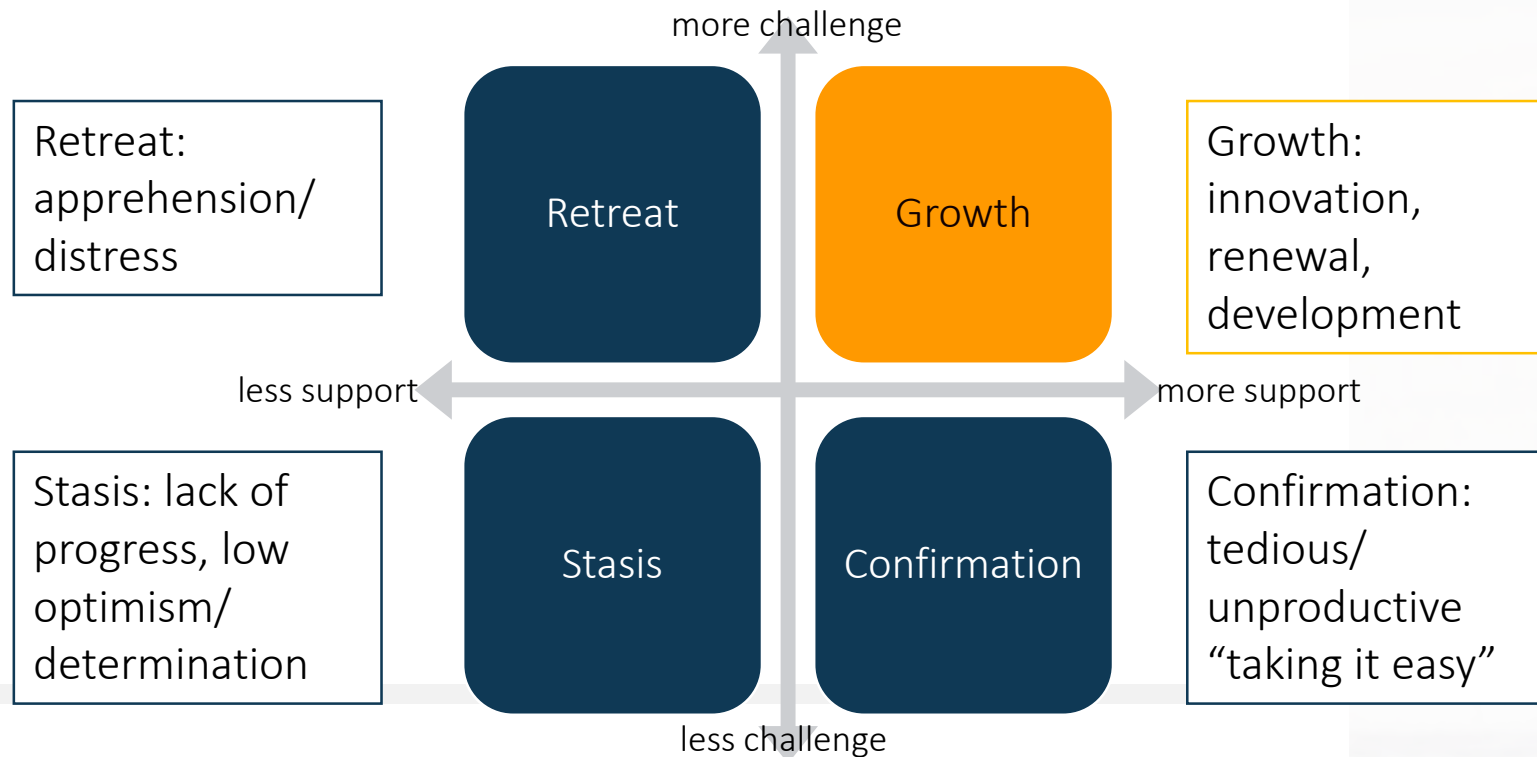 more challenge
Retreat:
apprehension/
distress
Retreat
Growth
Growth:
innovation,
renewal,
development
less support
more support
Stasis: lack of
progress, low
optimism/
determination
Stasis
Confirmation
Confirmation:
tedious/
unproductive
“taking it easy”
less challenge